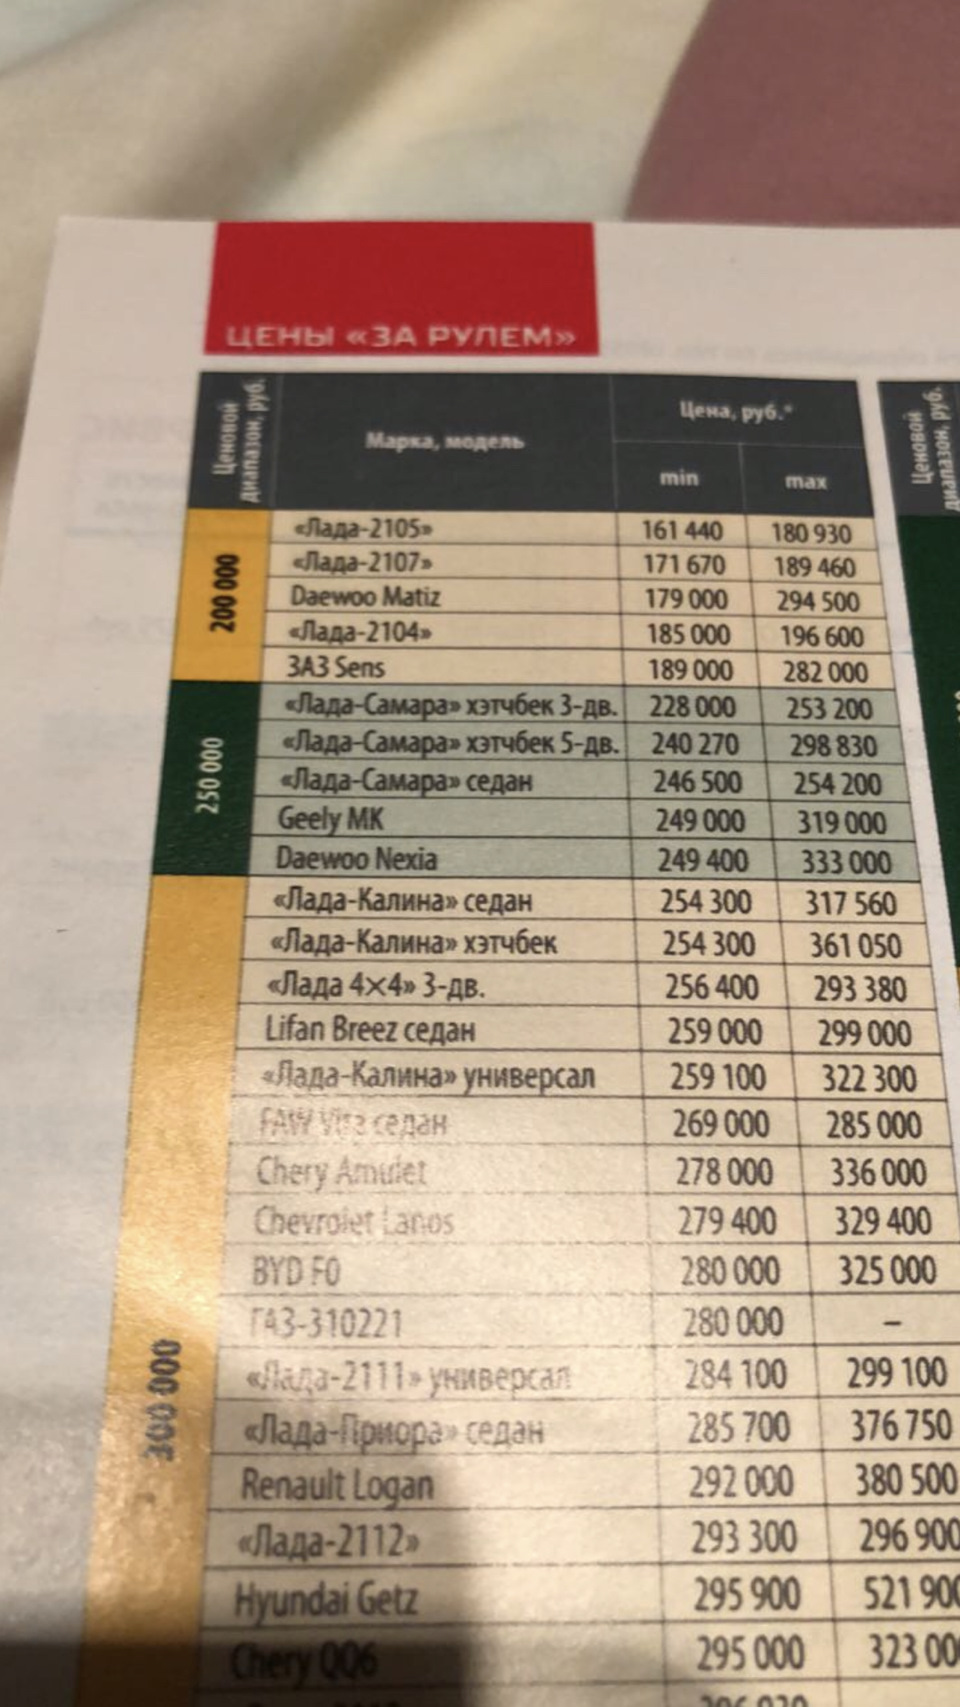 ЦЕНЫ «ЗА РУЛЕМ»
Ценовой диапазон, руб.
Марка, модель
Цена, руб.*
min max
Ценовой диапазон, руб.
200 000
«Лада-2105» 161 440 180 930
«Лада-2107» 171 670 189 460
Daewoo Matiz 179 000 294 500
«Лада-2104» 185 000 196 600
ЗАЗ Sens 189 000 282 000
250 000
«Лада-Самара» хэтчбек 3-дв. 228 000 253 200
«Лада-Самара» хэтчбек 5-дв. 240 270 298 830
«Лада-Самара» седан 246 500 254 200
Geely MK 249 000 319 000
Daewoo Nexia 249 400 333 000
300 000
«Лада-Калина» седан 254 300 317 560
«Лада-Калина» хэтчбек 254 300 361 050
«Лада 4×4» 3-дв. 256 400 293 380
Lifan Breez седан 259 000 299 000
«Лада-Калина» универсал 259 100 322 300
FAW Vita седан 269 000 285 000
Chery Amulet 278 000 336 000
Chevrolet Lanos 279 400 329 400
BYD F0 280 000 325 000
ГАЗ-310221 280 000 –
«Лада-2111» универсал 284 100 299 100
«Лада-Приора» седан 285 700 376 750
Renault Logan 292 000 380 500
«Лада-2112» 293 300 296 900
Hyundai Getz 295 900 521 900
Chery QQ6 295 000 323 00